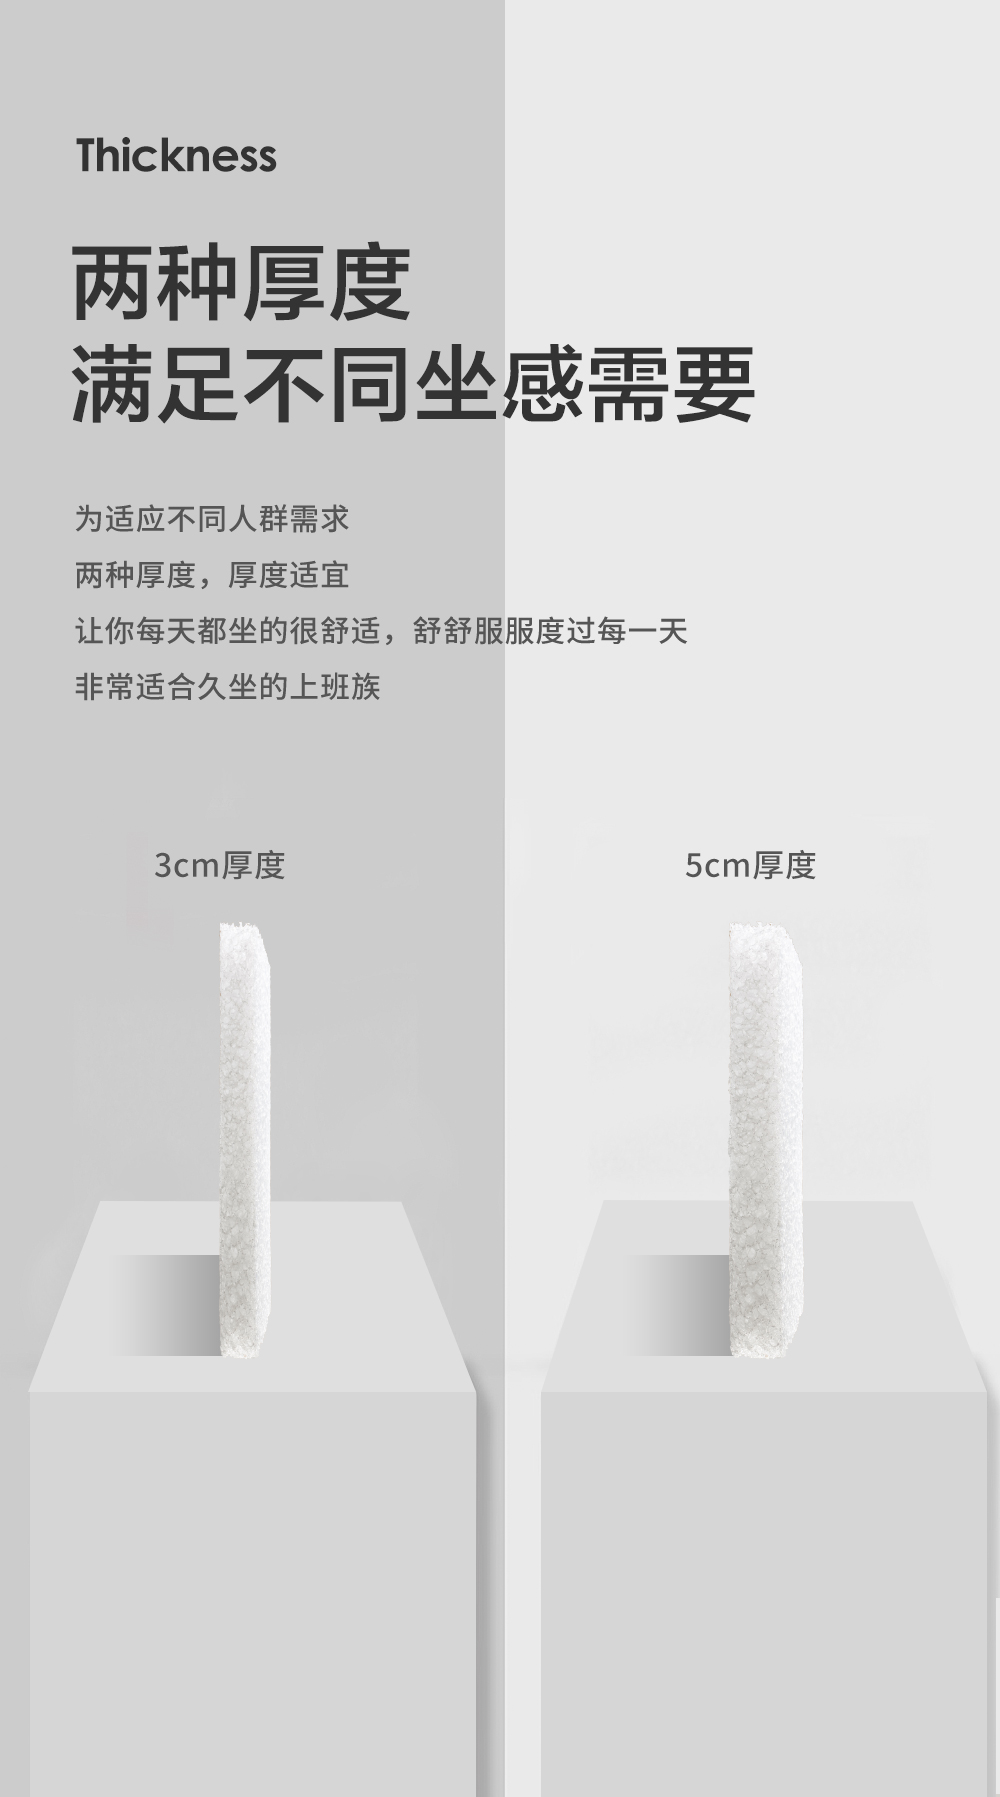 Thickness
两种厚度
满足不同坐感需要
为适应不同人群需求
两种厚度，厚度适宜
让你每天都坐的很舒适，舒舒服服度过每一天
非常适合久坐的上班族
3cm厚度
5cm厚度